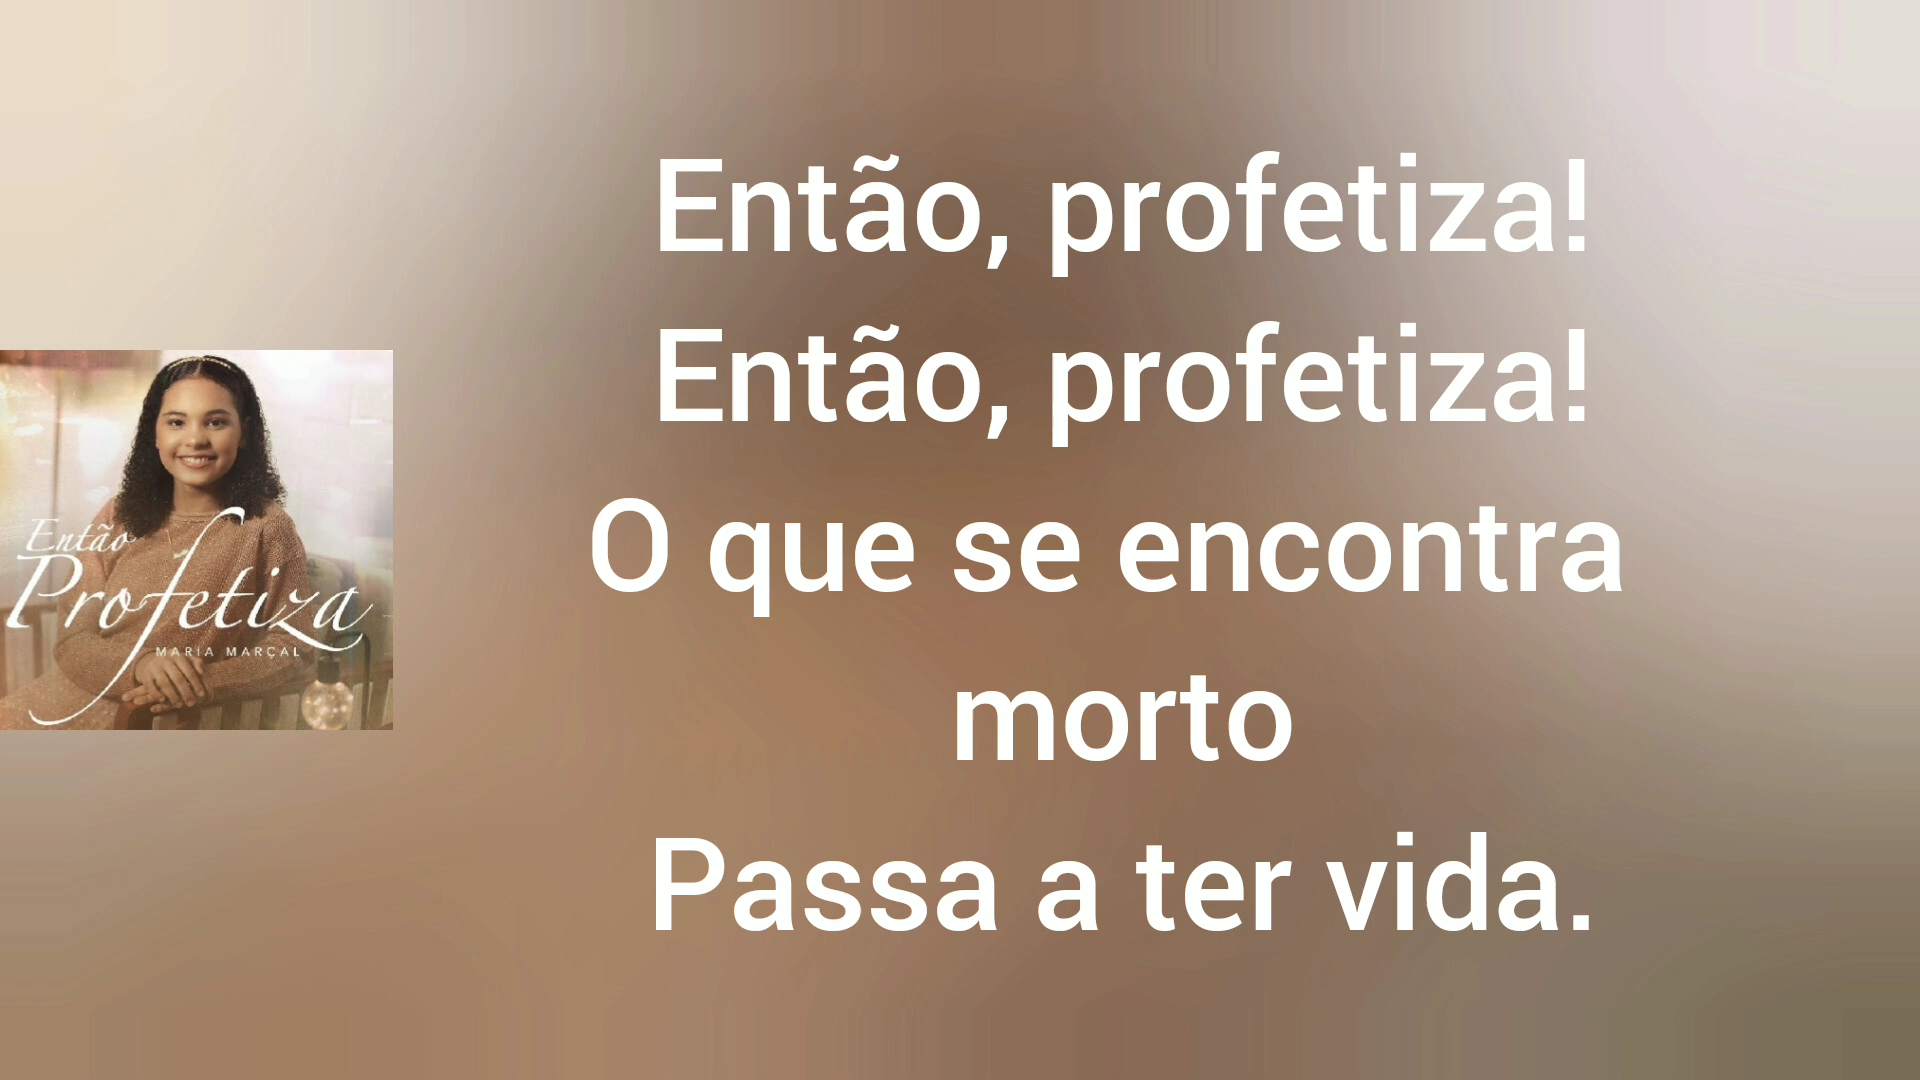 Então
Profetiza
MARIA MARÇAL
Então, profetiza!
Então, profetiza!
O que se encontra
morto
Passa a ter vida.